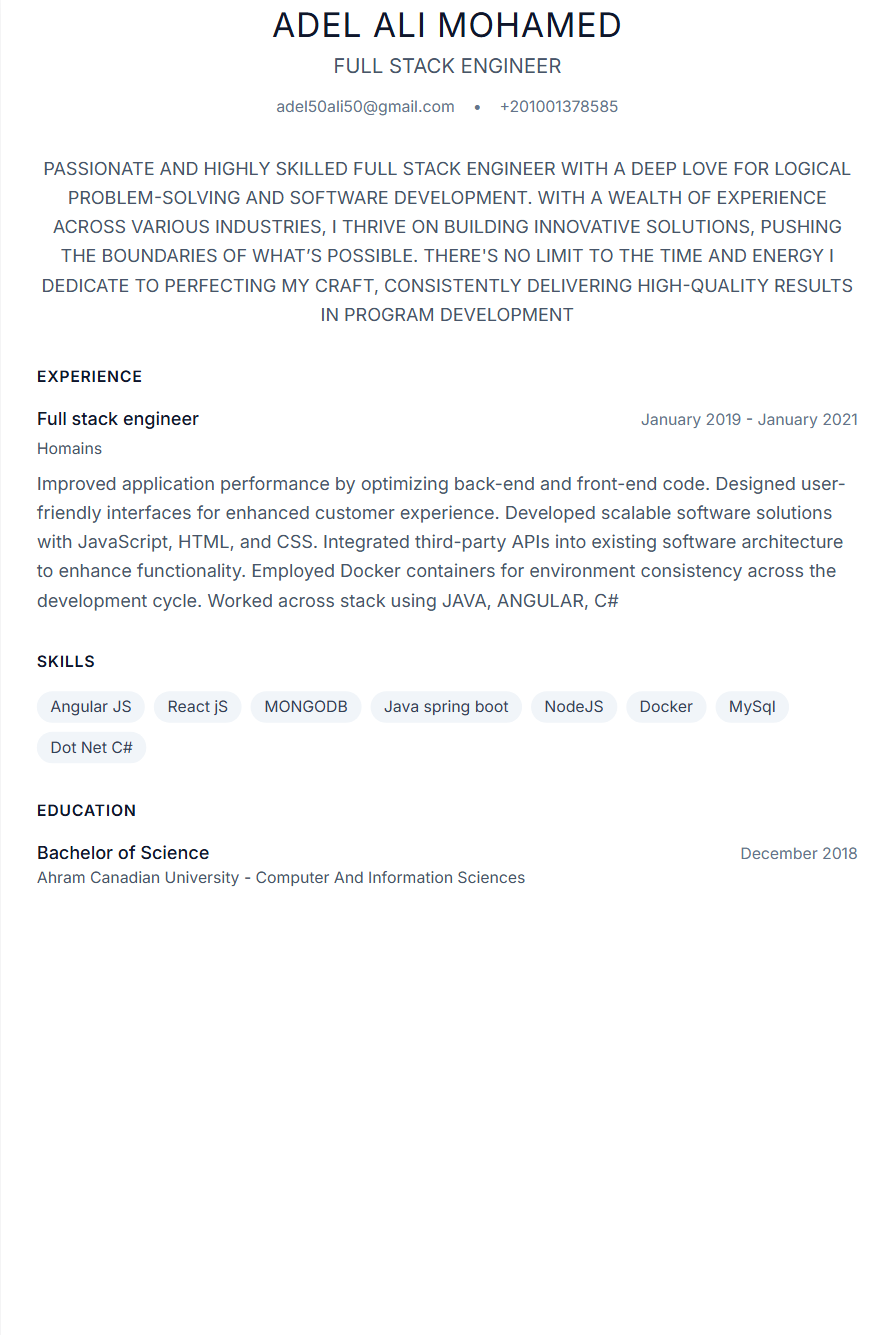 ADEL ALI MOHAMED
FULL STACK ENGINEER
adel50ali50@gmail.com • +201001378585
PASSIONATE AND HIGHLY SKILLED FULL STACK ENGINEER WITH A DEEP LOVE FOR LOGICAL
PROBLEM-SOLVING AND SOFTWARE DEVELOPMENT. WITH A WEALTH OF EXPERIENCE
ACROSS VARIOUS INDUSTRIES, I THRIVE ON BUILDING INNOVATIVE SOLUTIONS, PUSHING
THE BOUNDARIES OF WHAT’S POSSIBLE. THERE'S NO LIMIT TO THE TIME AND ENERGY I
DEDICATE TO PERFECTING MY CRAFT, CONSISTENTLY DELIVERING HIGH-QUALITY RESULTS
IN PROGRAM DEVELOPMENT
EXPERIENCE
Full stack engineer January 2019 - January 2021
Homains
Improved application performance by optimizing back-end and front-end code. Designed user-
friendly interfaces for enhanced customer experience. Developed scalable software solutions
with JavaScript, HTML, and CSS. Integrated third-party APIs into existing software architecture
to enhance functionality. Employed Docker containers for environment consistency across the
development cycle. Worked across stack using JAVA, ANGULAR, C#
SKILLS
Angular JS React jS MONGODB Java spring boot NodeJS Docker MySql
Dot Net C#
EDUCATION
Bachelor of Science December 2018
Ahram Canadian University - Computer And Information Sciences